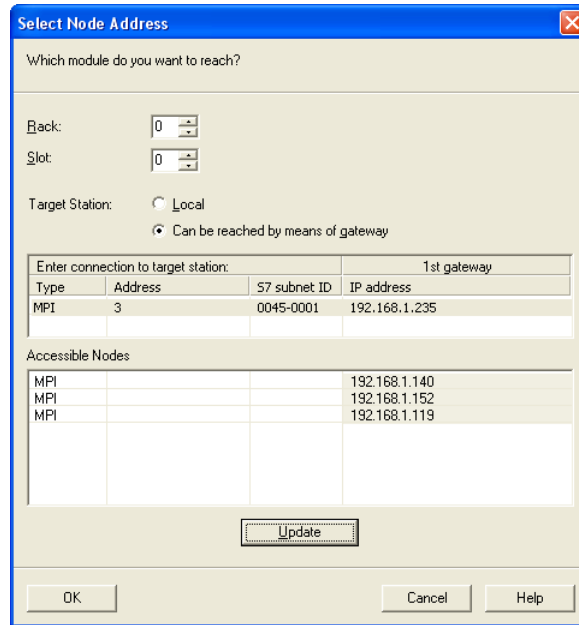 Select Node Address
Which module do you want to reach?
Rack: 0
Slot: 0
Target Station: Local
Can be reached by means of gateway
Enter connection to target station: 1st gateway
Type Address S7 subnet ID IP address
MPI 3 0045-0001 192.168.1.235
Accessible Nodes
MPI 192.168.1.140
MPI 192.168.1.152
MPI 192.168.1.119
Update
OK Cancel Help